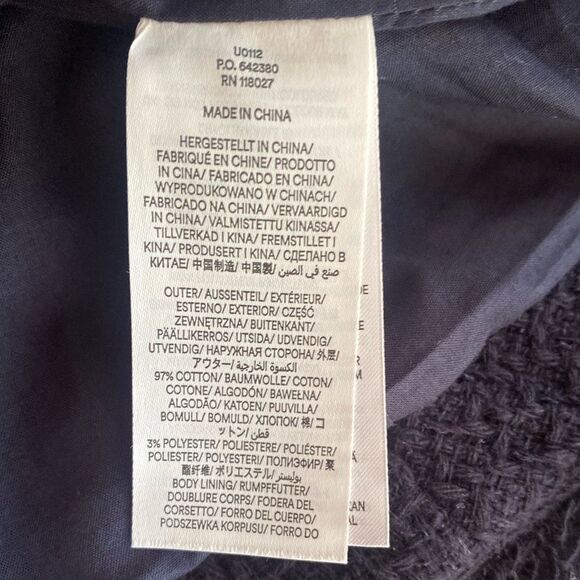 U0112
P.O. 642380
RN 118027
MADE IN CHINA
HERGESTELLT IN CHINA/
FABRIQUÉ EN CHINE/ PRODOTTO
IN CINA/ FABRICADO EN CHINA/
WYPRODUKOWANO W CHINACH/
FABRICADO NA CHINA/ VERVAARDIGD
IN CHINA/ VALMISTETTU KIINASSA/
TILLVERKAD I KINA/ FREMSTILLET I
KINA/ PRODUSERT I KINA/ СДЕЛАНО В
КИТАЕ/ 中国制造/ 中国製/ صنع في الصين
OUTER/ AUSSENTEIL/ EXTÉRIEUR/
ESTERNO/ EXTERIOR/ CZĘŚĆ
ZEWNĘTRZNA/ BUITENKANT/
PÄÄLLIKERROS/ UTSIDA/ UDVENDIG/
UTVENDIG/ НАРУЖНАЯ СТОРОНА/ 外层/
アウター/ الكسوة الخارجية/
97% COTTON/ BAUMWOLLE/ COTON/
COTONE/ ALGODÓN/ BAWEŁNA/
ALGODÃO/ KATOEN/ PUUVILLA/
BOMULL/ BOMULD/ ХЛОПОК/ 棉/ コ
ットン/ قطن/
3% POLYESTER/ POLIESTERE/ POLIÉSTER/
POLIESTER/ POLYESTERI/ ПОЛИЭФИР/ 聚
酯纤维/ ポリエステル/ بوليستر
BODY LINING/ RUMPFFUTTER/
DOUBLURE CORPS/ FODERA DEL
CORSETTO/ FORRO DEL CUERPO/
PODSZEWKA KORPUSU/ FORRO DO